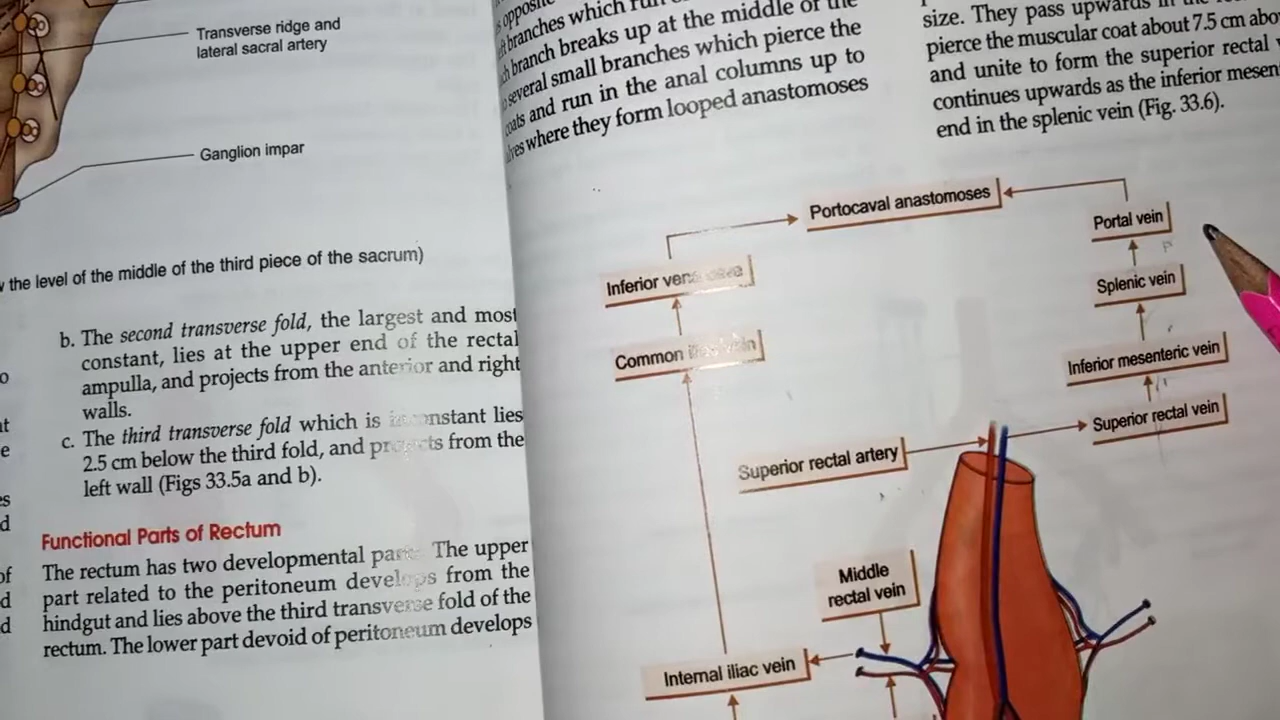 Transverse ridge and
lateral sacral artery
Ganglion impar
the level of the middle of the third piece of the sacrum)
b. The second transverse fold, the largest and most
constant, lies at the upper end of the rectal
ampulla, and projects from the anterior and right
walls.
c. The third transverse fold which is lies
2.5 cm below the third fold, and from the
left wall (Figs 33.5a and b).
Functional Parts of Rectum
The rectum has two developmental The upper
part related to the peritoneum develops from the
hindgut and lies above the third transverse fold of the
rectum. The lower part devoid of peritoneum develops
branches which run
branch breaks up at the middle of the
several small branches which pierce the
coats and run in the anal columns up to
where they form looped anastomoses
size. They pass upwards in the
pierce the muscular coat about 7.5 cm
and unite to form the superior rectal
continues upwards as the inferior
end in the splenic vein (Fig. 33.6).
Portocaval anastomoses
Portal vein
Inferior
Splenic vein
Common
Inferior mesenteric vein
Superior rectal vein
Superior rectal artery
Middle
rectal vein
Internal iliac vein